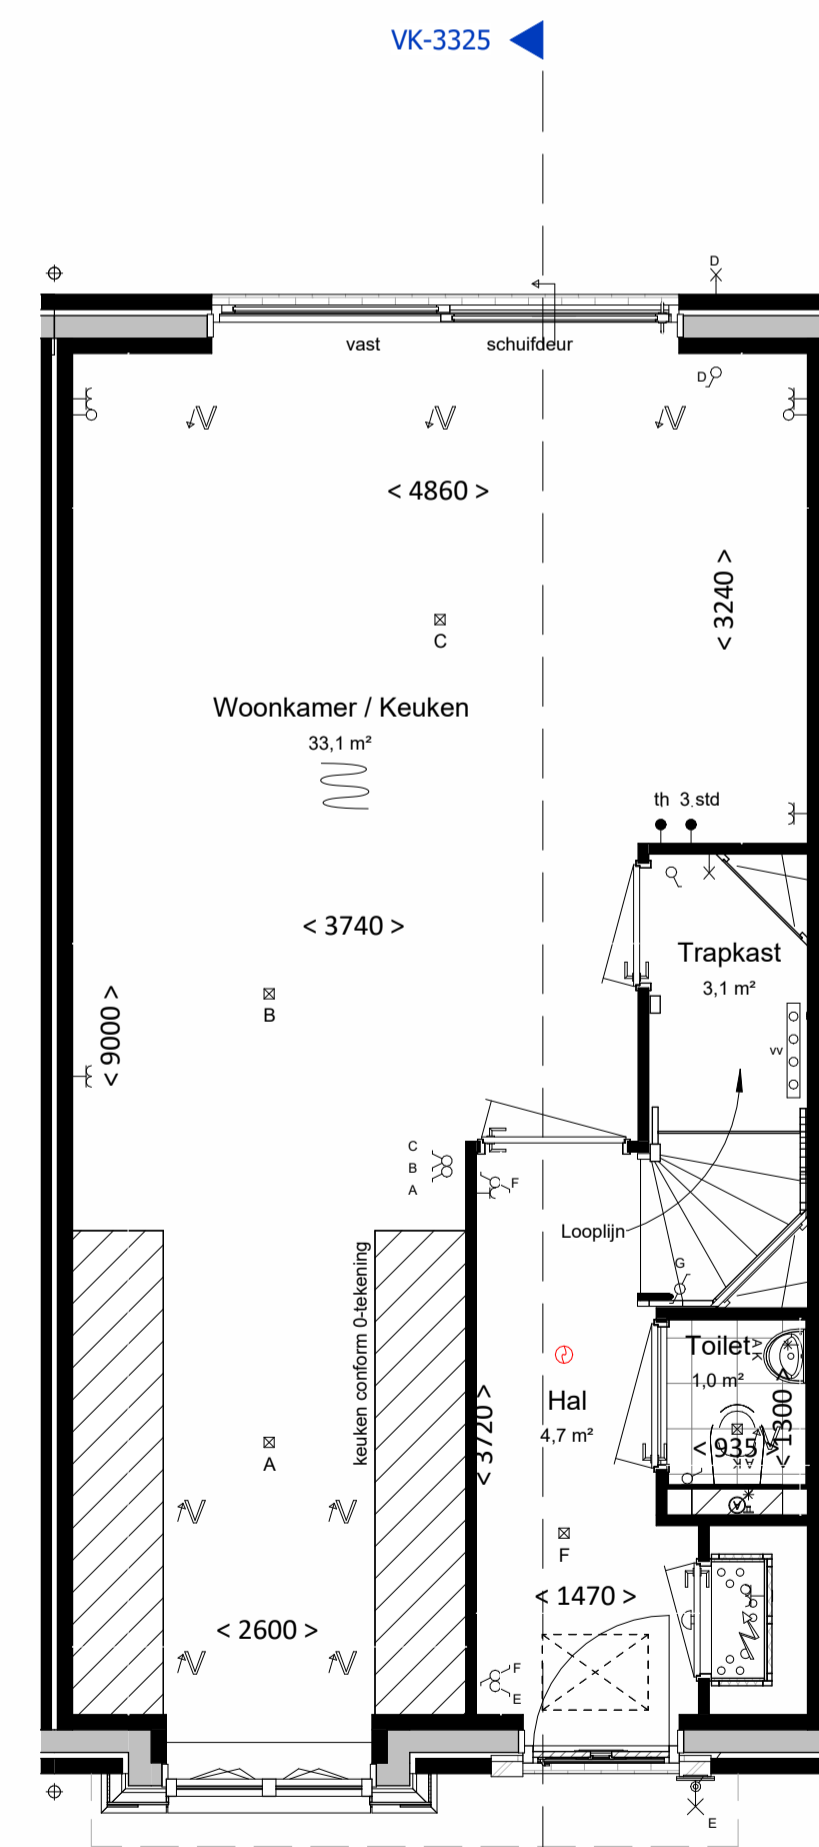 VK-3325
D
vast
schuifdeur
D
< 4860 >
< 3240 >
C
Woonkamer / Keuken
33,1 m²
th 3.std
< 3740 >
Trapkast
3,1 m²
B
< 9000 >
vv
C
B
A
F
Looplijn
keuken conform 0-tekening
G
Toilet
AK
1,0 m²
Hal
4,7 m²
< 3720 >
< 935 >
< 1300 >
A
F
< 1470 >
< 2600 >
F
E
E